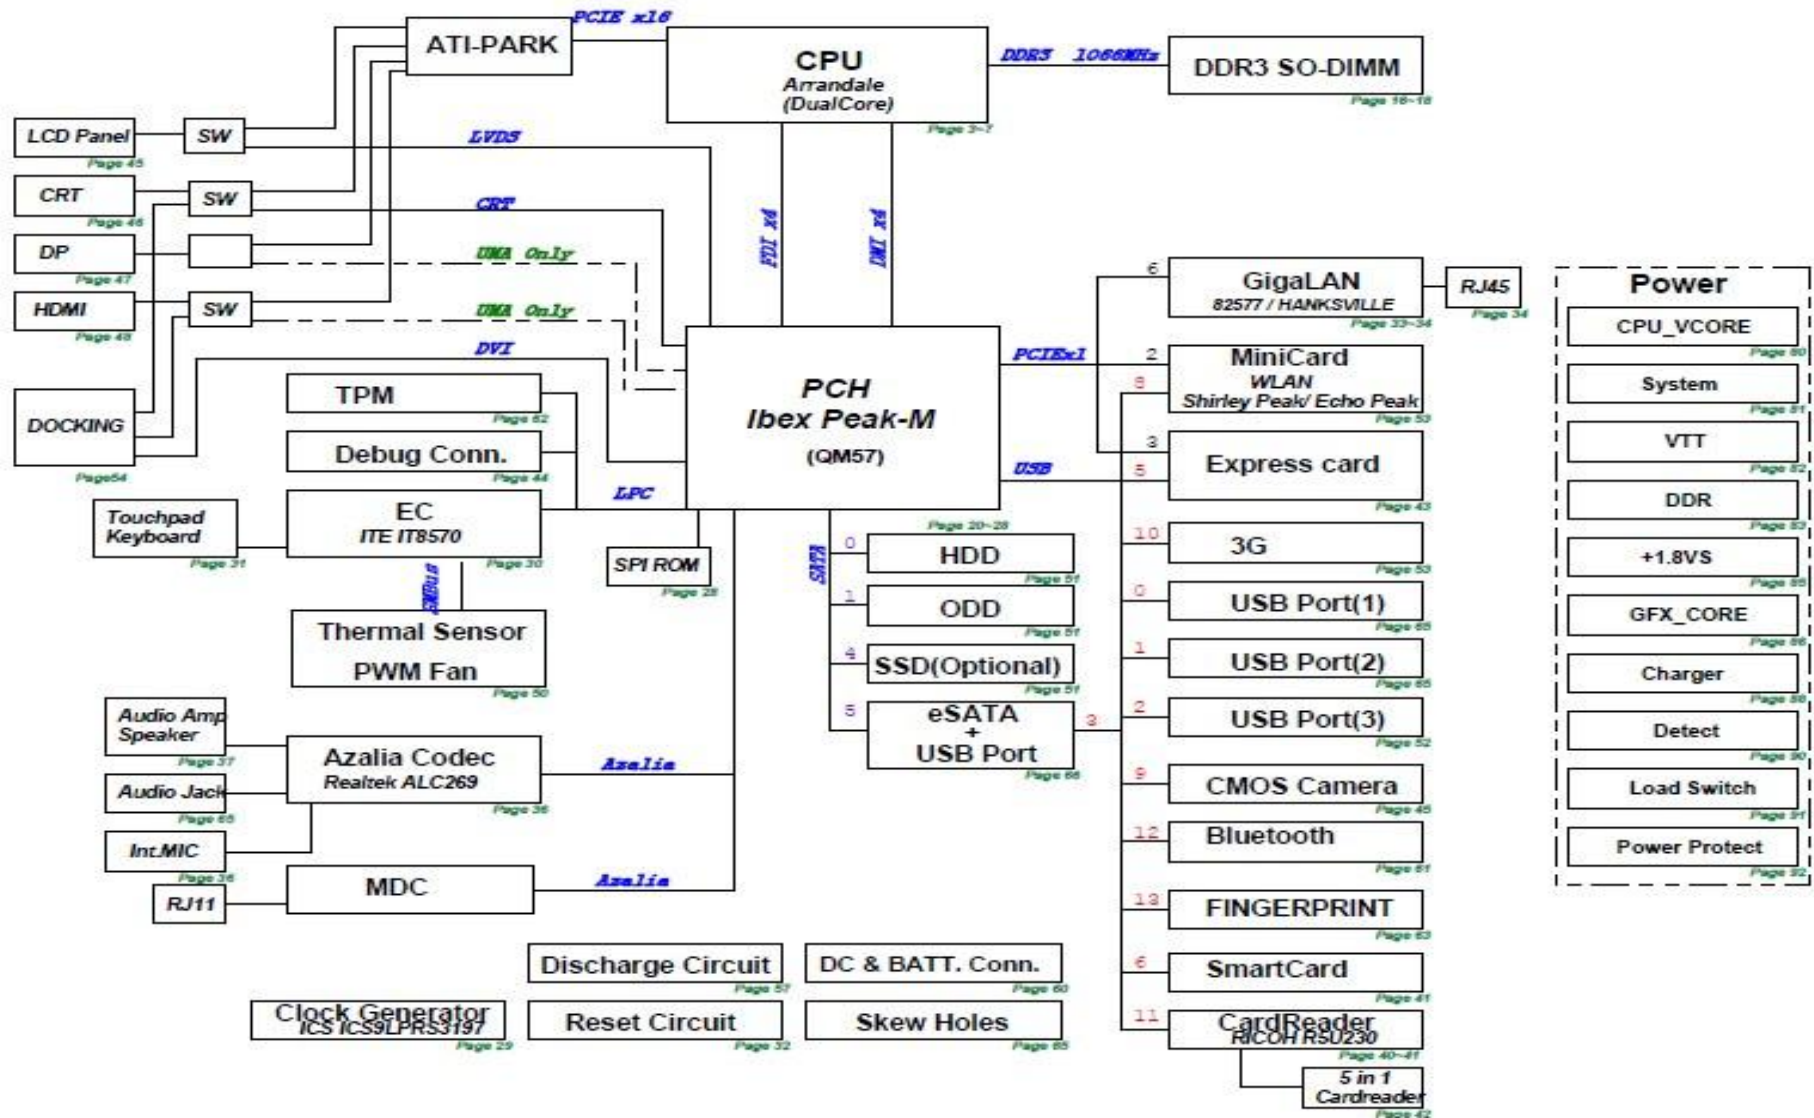 PCIE x16
ATI-PARK
CPU
Arrandale
(DualCore)
Page 3~7
DDR3 1066MHz
DDR3 SO-DIMM
Page 16~18
LCD Panel
Page 45
SW
LVDS
CRT
Page 46
SW
CRT
DP
Page 47
UMA Only
HDMI
Page 48
SW
UMA Only
DVI
FDI x4
DMI x4
DOCKING
Page54
TPM
Page 62
Debug Conn.
Page 44
LPC
EC
ITE IT8570
Page 30
Touchpad
Keyboard
Page 31
SMBus
Thermal Sensor
PWM Fan
Page 50
SPI ROM
Page 28
PCH
Ibex Peak-M
(QM57)
Page 20~28
PCIEx1
USB
SATA
0
HDD
Page 51
1
ODD
Page 51
4
SSD(Optional)
Page 51
5
eSATA
+
USB Port
Page 66
3
Audio Amp
Speaker
Page 37
Audio Jack
Page 65
Int.MIC
Page 36
Azalia Codec
Realtek ALC269
Page 36
Azalia
MDC
Azalia
RJ11
6
GigaLAN
82577 / HANKSVILLE
Page 33~34
RJ45
Page 34
2
8
MiniCard
WLAN
Shirley Peak/ Echo Peak
Page 53
3
5
Express card
Page 43
10
3G
Page 53
0
USB Port(1)
Page 65
1
USB Port(2)
Page 65
2
USB Port(3)
Page 52
9
CMOS Camera
Page 45
12
Bluetooth
Page 61
13
FINGERPRINT
Page 63
6
SmartCard
Page 41
11
CardReader
RICOH R5U230
Page 40~41
5 in 1
Cardreader
Page 42
Power
CPU_VCORE
Page 80
System
Page 81
VTT
Page 82
DDR
Page 83
+1.8VS
Page 85
GFX_CORE
Page 86
Charger
Page 88
Detect
Page 90
Load Switch
Page 91
Power Protect
Page 92
Discharge Circuit
Page 57
DC & BATT. Conn.
Page 60
Clock Generator
ICS ICS9LPRS3197
Page 29
Reset Circuit
Page 32
Skew Holes
Page 65